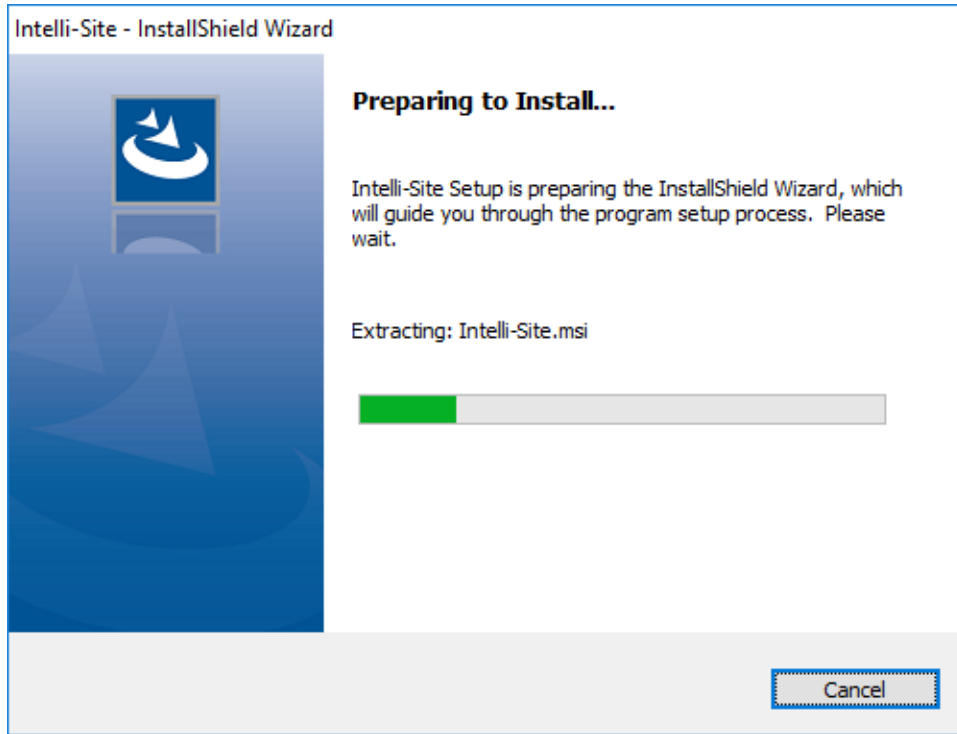 Intelli-Site - InstallShield Wizard
Preparing to Install...
Intelli-Site Setup is preparing the InstallShield Wizard, which
will guide you through the program setup process.  Please
wait.
Extracting: Intelli-Site.msi
Cancel